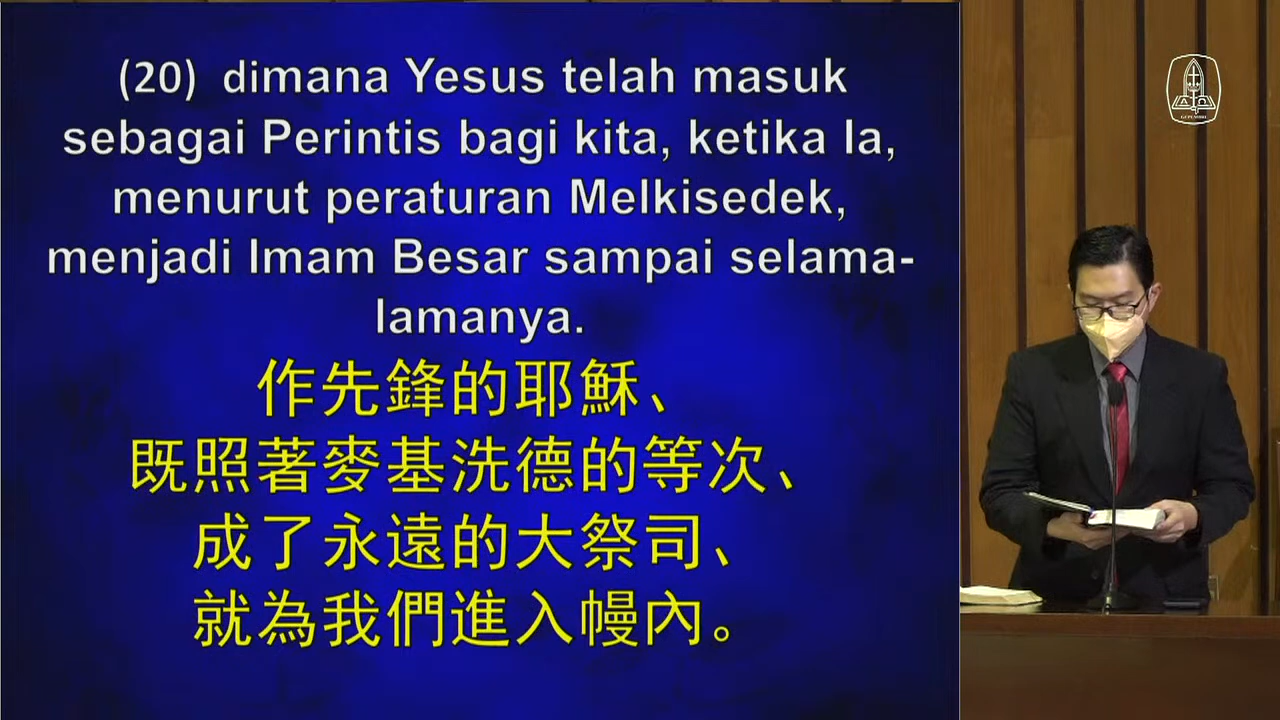 (20) dimana Yesus telah masuk
sebagai Perintis bagi kita, ketika Ia,
menurut peraturan Melkisedek,
menjadi Imam Besar sampai selama-
lamanya.
作先鋒的耶穌、
既照著麥基洗德的等次、
成了永遠的大祭司、
就為我們進入幔內。